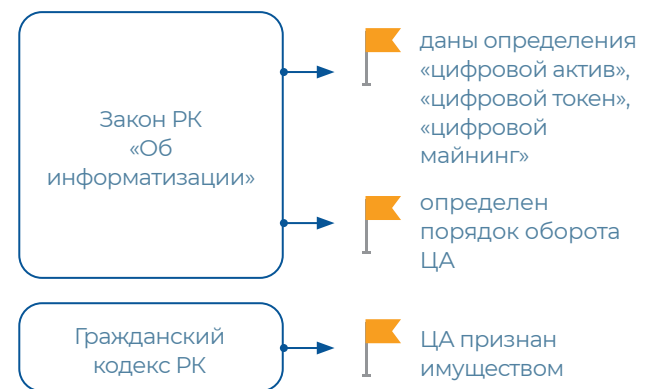 Закон РК
«Об
информатизации»
даны определения
«цифровой актив»,
«цифровой токен»,
«цифровой
майнинг»
определен
порядок оборота
ЦА
Гражданский
кодекс РК
ЦА признан
имуществом